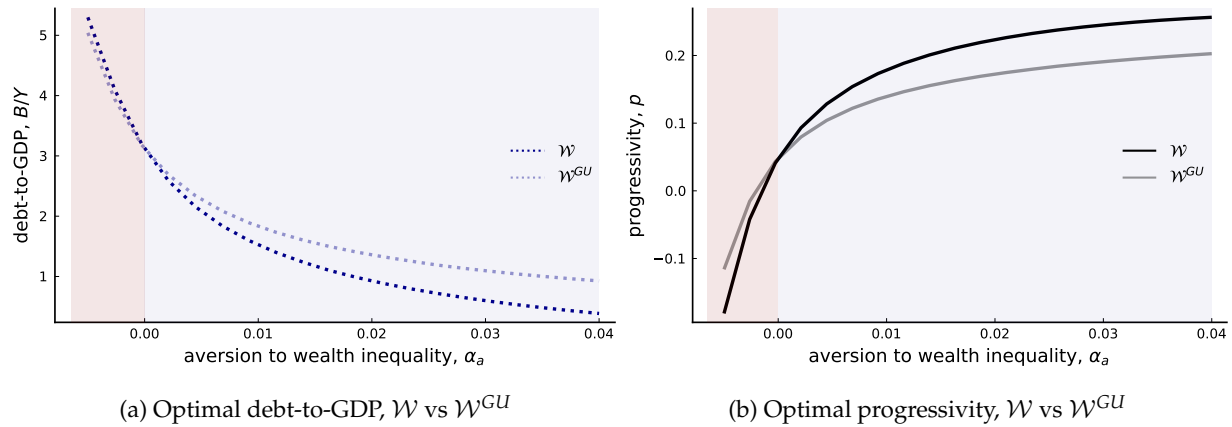 5
4
3
2
1
debt-to-GDP, B/Y
𝒲
𝒲^{GU}
0.00 0.01 0.02 0.03 0.04
aversion to wealth inequality, α_a
(a) Optimal debt-to-GDP, 𝒲 vs 𝒲^{GU}
0.2
0.1
0.0
−0.1
progressivity, p
𝒲
𝒲^{GU}
0.00 0.01 0.02 0.03 0.04
aversion to wealth inequality, α_a
(b) Optimal progressivity, 𝒲 vs 𝒲^{GU}